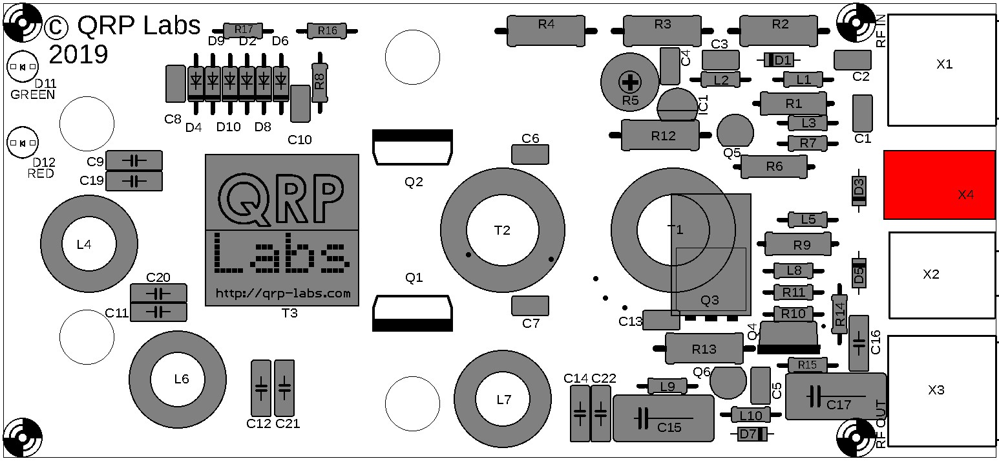 © QRP Labs
2019
R17
R16
D9 D2 D6
R4
R3
R2
RF IN
X1
D11
GREEN
C8
D4 D10 D8
R8
C10
C4
C3
D1
C2
L2
L1
R5
IC1
R1
L3
C1
R12
Q5
R7
R6
D12
RED
C9
C19
C6
Q2
D3
X4
QRP
Labs
http://qrp-labs.com
T3
L4
T2
T1
L5
R9
L8
D5
X2
R11
C20
C11
Q1
C7
Q3
C13
R10
R14
Q4
C16
R13
R15
Q6
L6
C12 C21
L7
C14 C22
L9
C5
C17
X3
C15
L10
D7
RF OUT